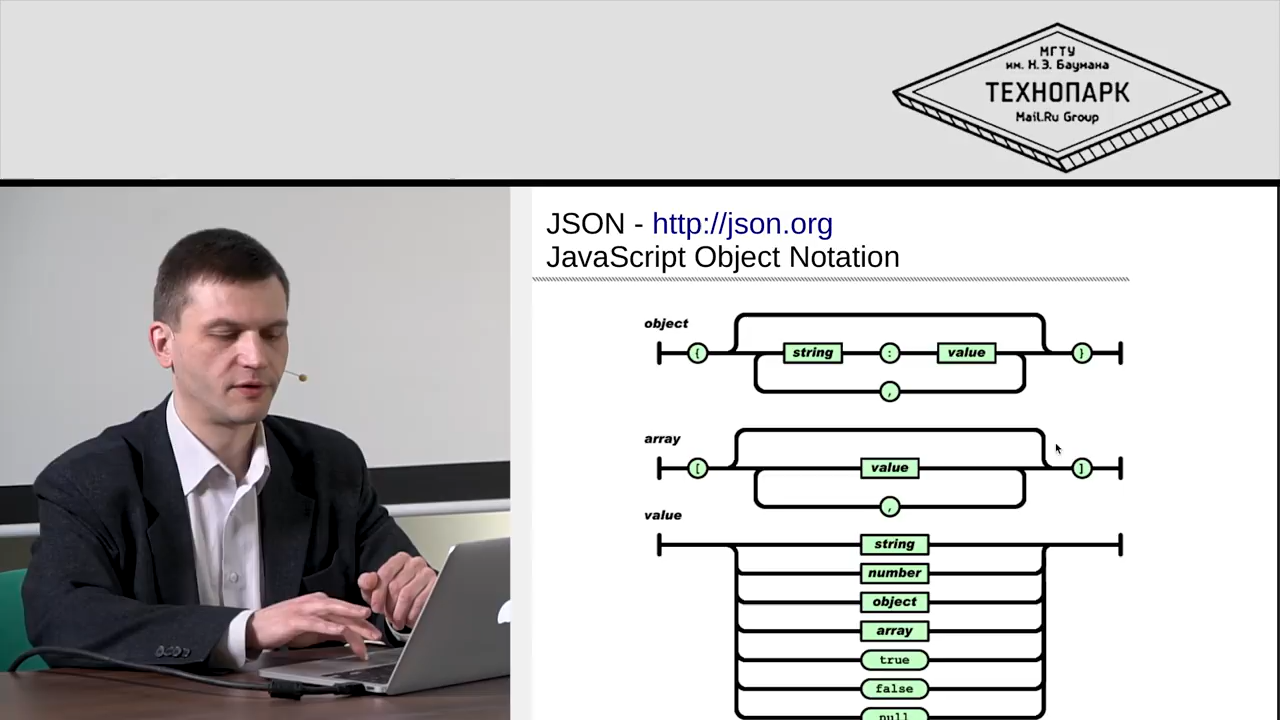 МГТУ
им. Н.Э. Баумана
ТЕХНОПАРК
Mail.Ru Group
JSON - http://json.org
JavaScript Object Notation
object
{ string : value }
,
array
[ value ]
,
value
string
number
object
array
true
false
null